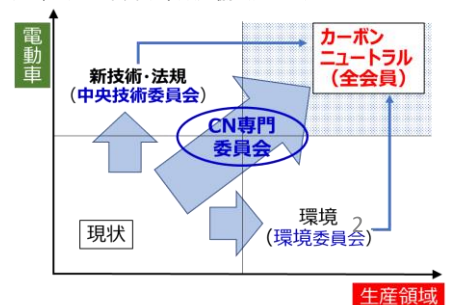 電動車
カーボン
ニュートラル
(全会員)
新技術・法規
(中央技術委員会)
CN専門
委員会
現状
環境
(環境委員会)
2
生産領域